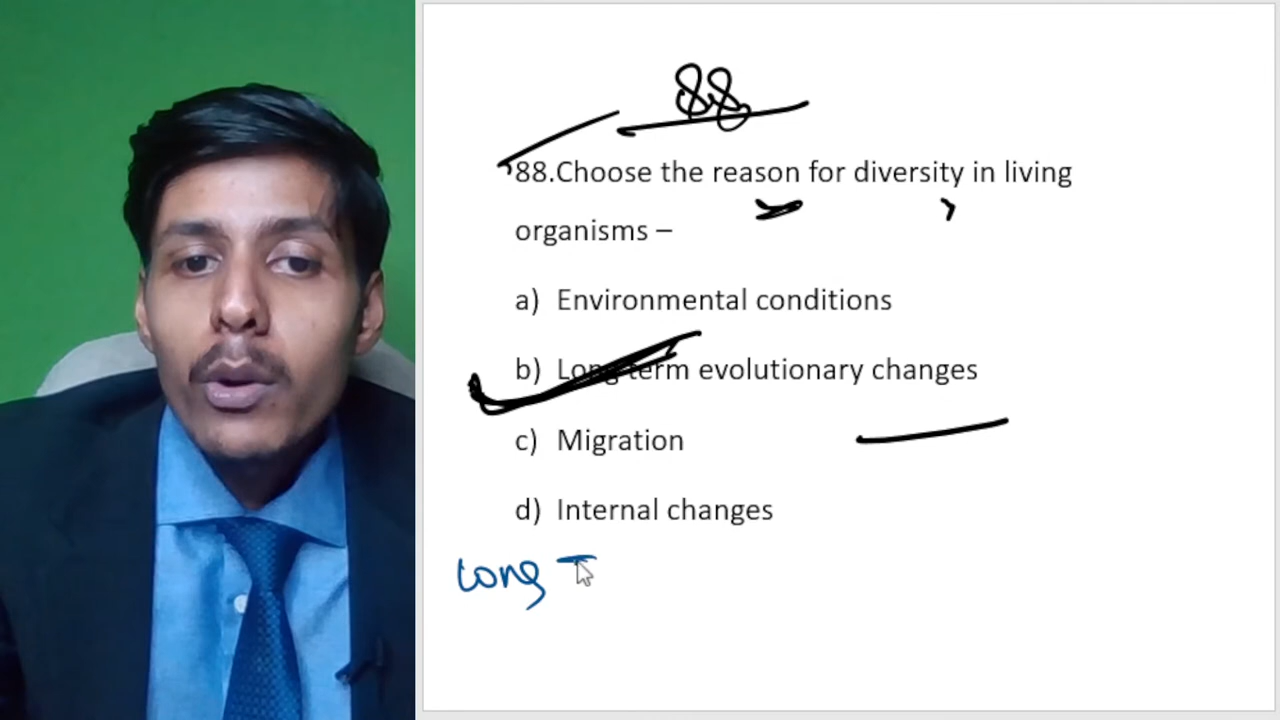 88
88.Choose the reason for diversity in living
organisms –
a) Environmental conditions
b) Long term evolutionary changes
c) Migration
d) Internal changes
Long T